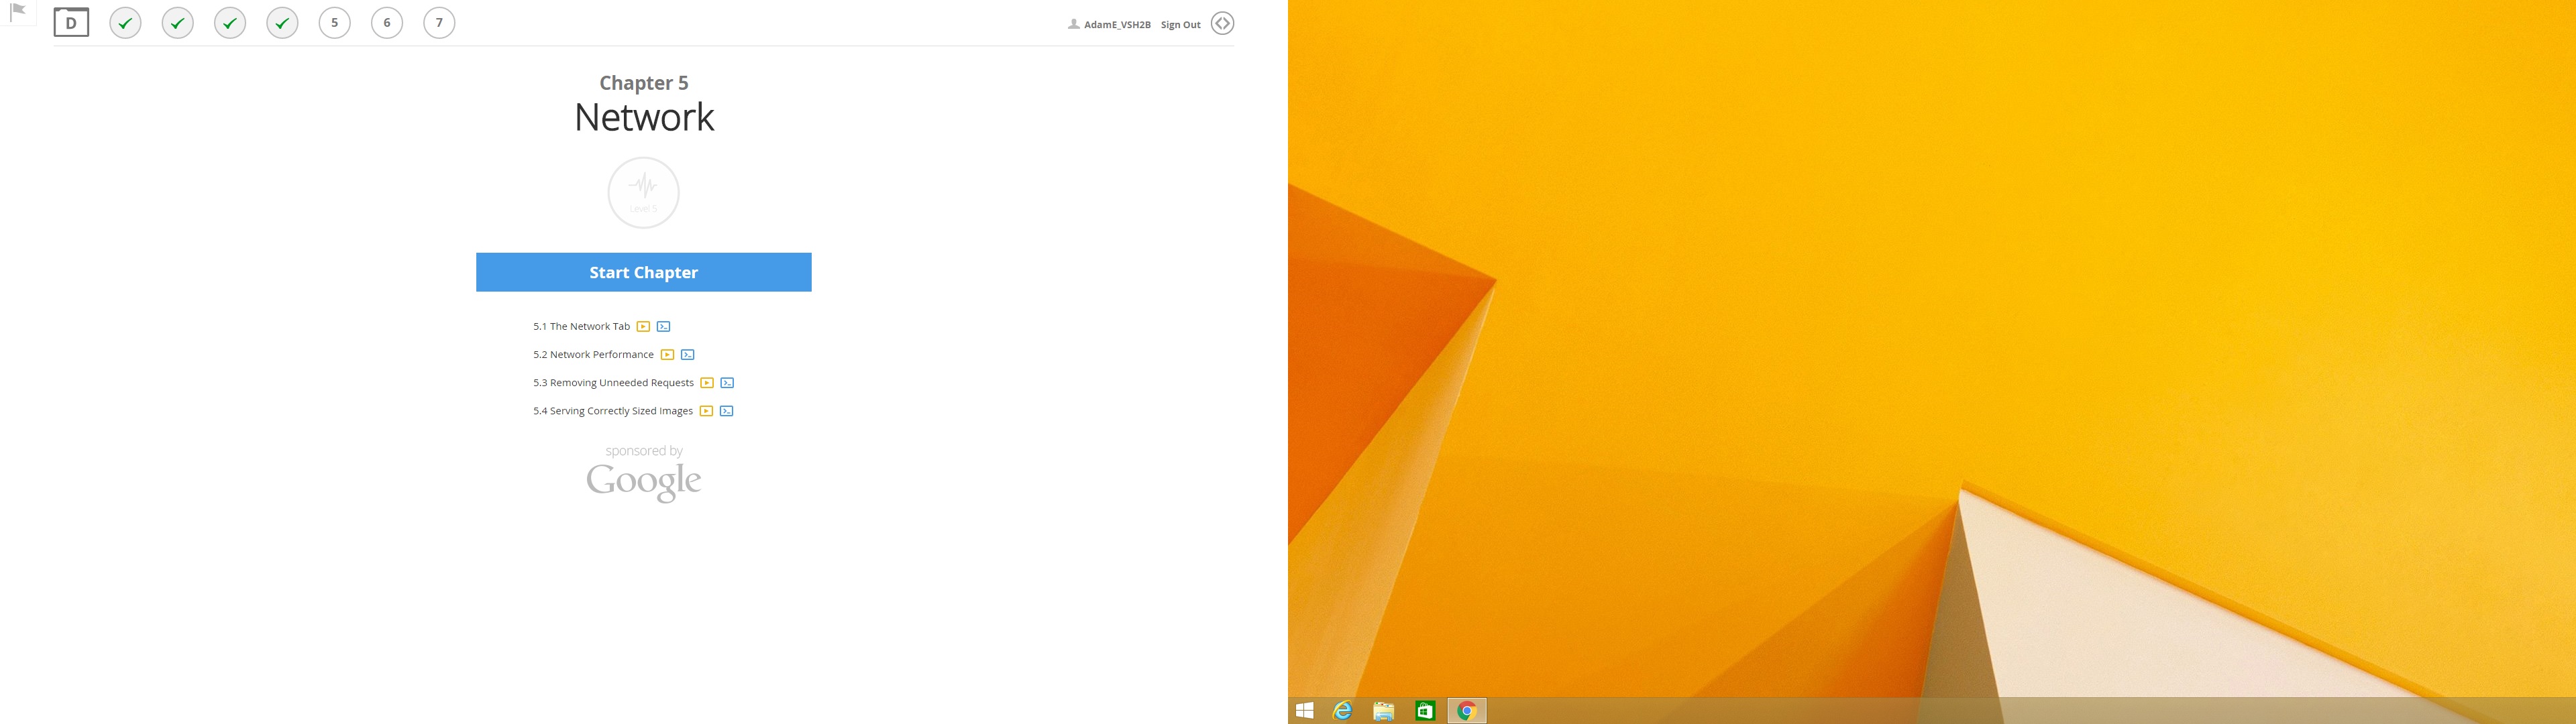 D 5 6 7 AdamE_VSH2B Sign Out
Chapter 5
Network
Level 5
Start Chapter
5.1 The Network Tab
5.2 Network Performance
5.3 Removing Unneeded Requests
5.4 Serving Correctly Sized Images
sponsored by
Google